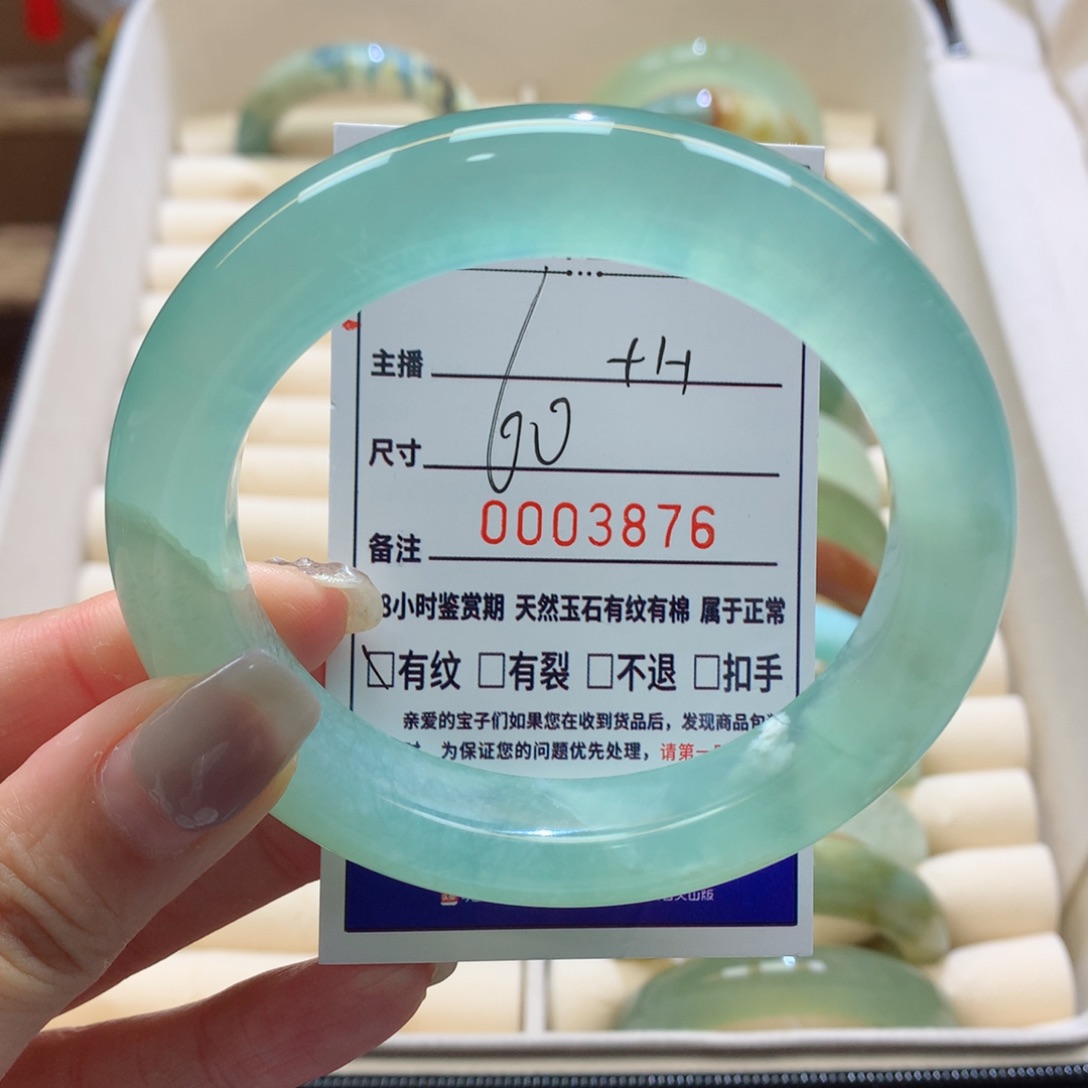 主播
尺寸 60
备注 0003876
8小时鉴赏期 天然玉石有纹有棉 属于正常
有纹 有裂 不退 扣手
亲爱的宝子们如果您在收到货品后，发现商品包
为保证您的问题优先处理，请第一